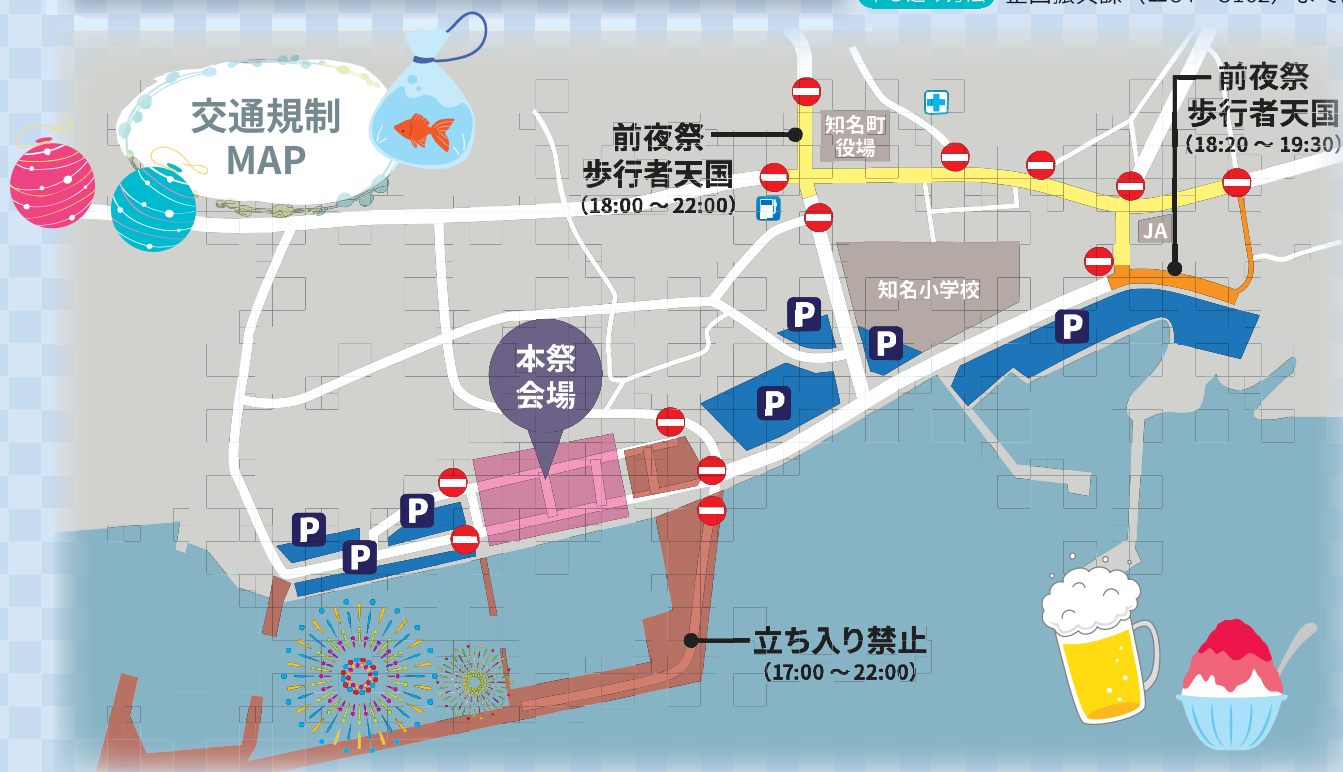 交通規制
MAP
前夜祭
歩行者天国
（18:00 ～ 22:00）
知名町
役場
前夜祭
歩行者天国
（18:20 ～ 19:30）
JA
知名小学校
P
P
P
P
本祭
会場
P
P
P
立ち入り禁止
（17:00 ～ 22:00）